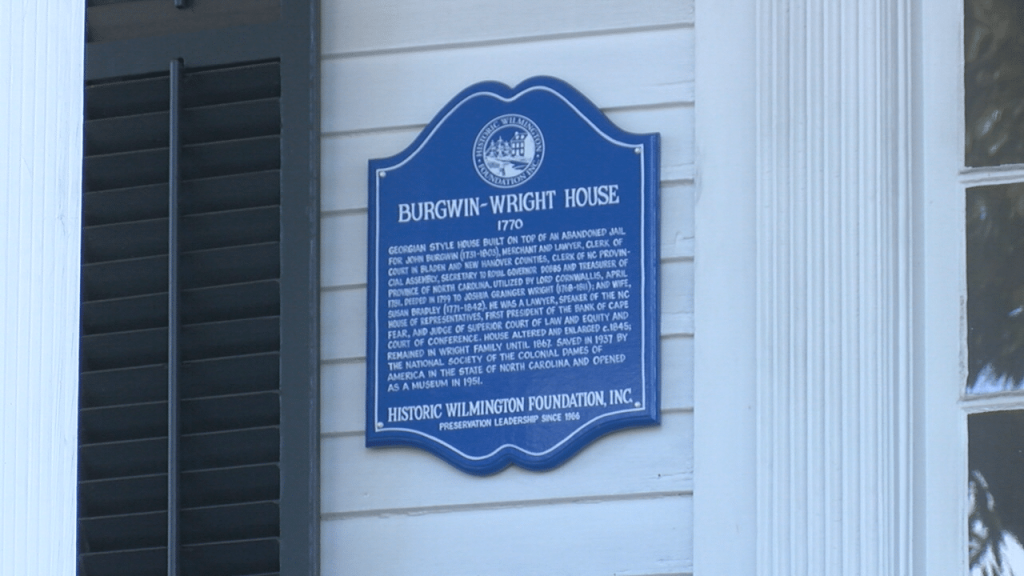 HISTORIC WILMINGTON
FOUNDATION INC.
BURGWIN-WRIGHT HOUSE
1770
GEORGIAN STYLE HOUSE BUILT ON TOP OF AN ABANDONED JAIL
FOR JOHN BURGWIN (1731-1803), MERCHANT AND LAWYER, CLERK OF
COURT IN BLADEN AND NEW HANOVER COUNTIES, CLERK OF NC PROVIN-
CIAL ASSEMBLY, SECRETARY TO ROYAL GOVERNOR DOBBS AND TREASURER OF
PROVINCE OF NORTH CAROLINA. UTILIZED BY LORD CORNWALLIS, APRIL
1781. DEEDED IN 1799 TO JOSHUA GRAINGER WRIGHT (1768-1811); AND WIFE,
SUSAN BRADLEY (1771-1842). HE WAS A LAWYER, SPEAKER OF THE NC
HOUSE OF REPRESENTATIVES, FIRST PRESIDENT OF THE BANK OF CAPE
FEAR, AND JUDGE OF SUPERIOR COURT OF LAW AND EQUITY AND
COURT OF CONFERENCE. HOUSE ALTERED AND ENLARGED c.1845;
REMAINED IN WRIGHT FAMILY UNTIL 1867. SAVED IN 1937 BY
THE NATIONAL SOCIETY OF THE COLONIAL DAMES OF
AMERICA IN THE STATE OF NORTH CAROLINA AND OPENED
AS A MUSEUM IN 1951.
HISTORIC WILMINGTON FOUNDATION, INC.
PRESERVATION LEADERSHIP SINCE 1966